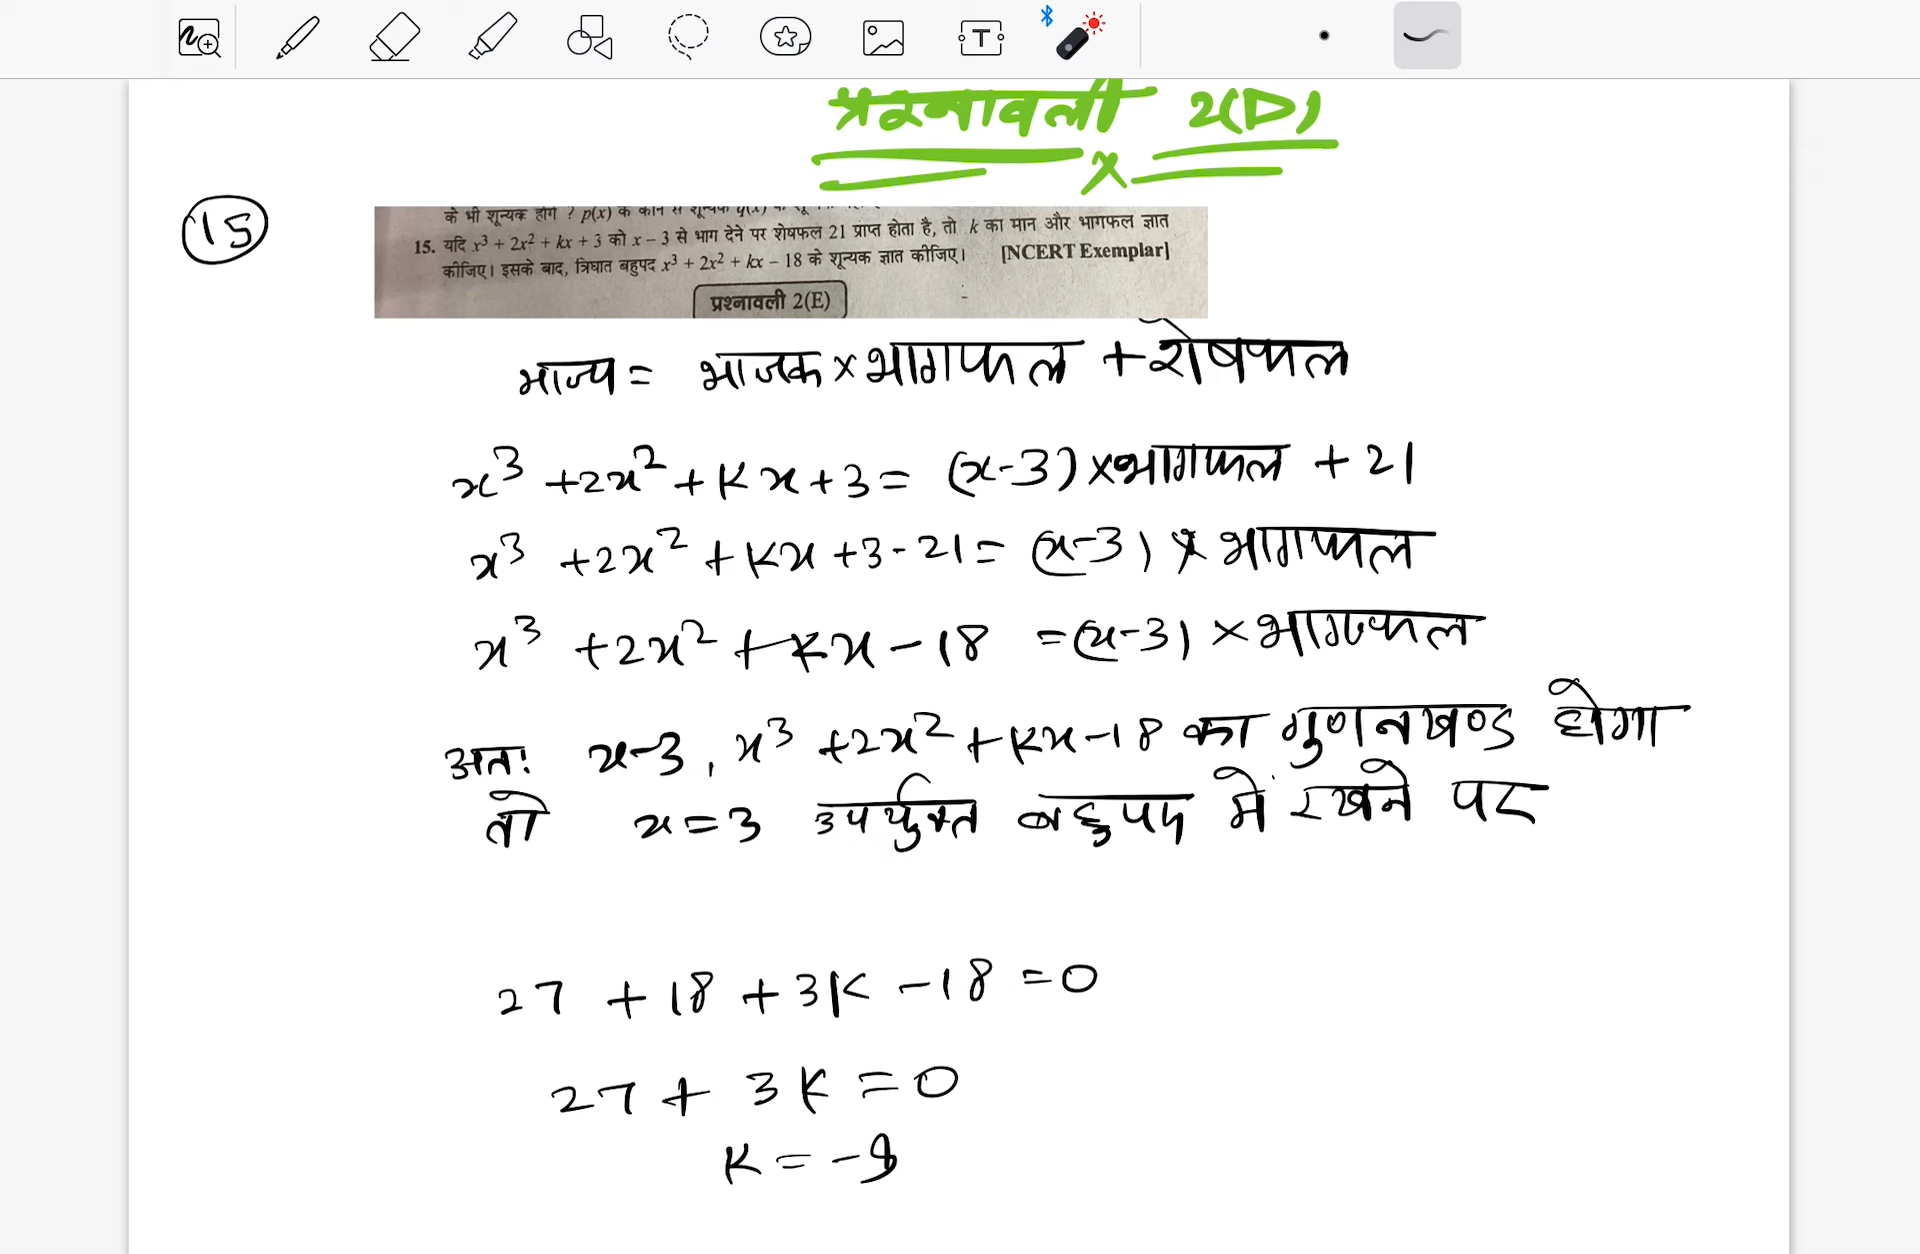 प्रश्नावली 2(D)
15
के भी शून्यक होंगे ? p(x) के कौन से शून्यक
15. यदि x³ + 2x² + kx + 3 को x – 3 से भाग देने पर शेषफल 21 प्राप्त होता है, तो k का मान और भागफल ज्ञात
कीजिए। इसके बाद, त्रिघात बहुपद x³ + 2x² + kx – 18 के शून्यक ज्ञात कीजिए। [NCERT Exemplar]
प्रश्नावली 2(E)
भाज्य = भाजक × भागफल + शेषफल
x³ + 2x² + Kx + 3 = (x-3) × भागफल + 21
x³ + 2x² + Kx + 3 - 21 = (x-3) × भागफल
x³ + 2x² + Kx - 18 = (x-3) × भागफल
अतः x-3, x³ + 2x² + Kx - 18 का गुणनखण्ड होगा
तो x = 3 उपर्युक्त बहुपद में रखने पर
27 + 18 + 3K - 18 = 0
27 + 3K = 0
K = -9